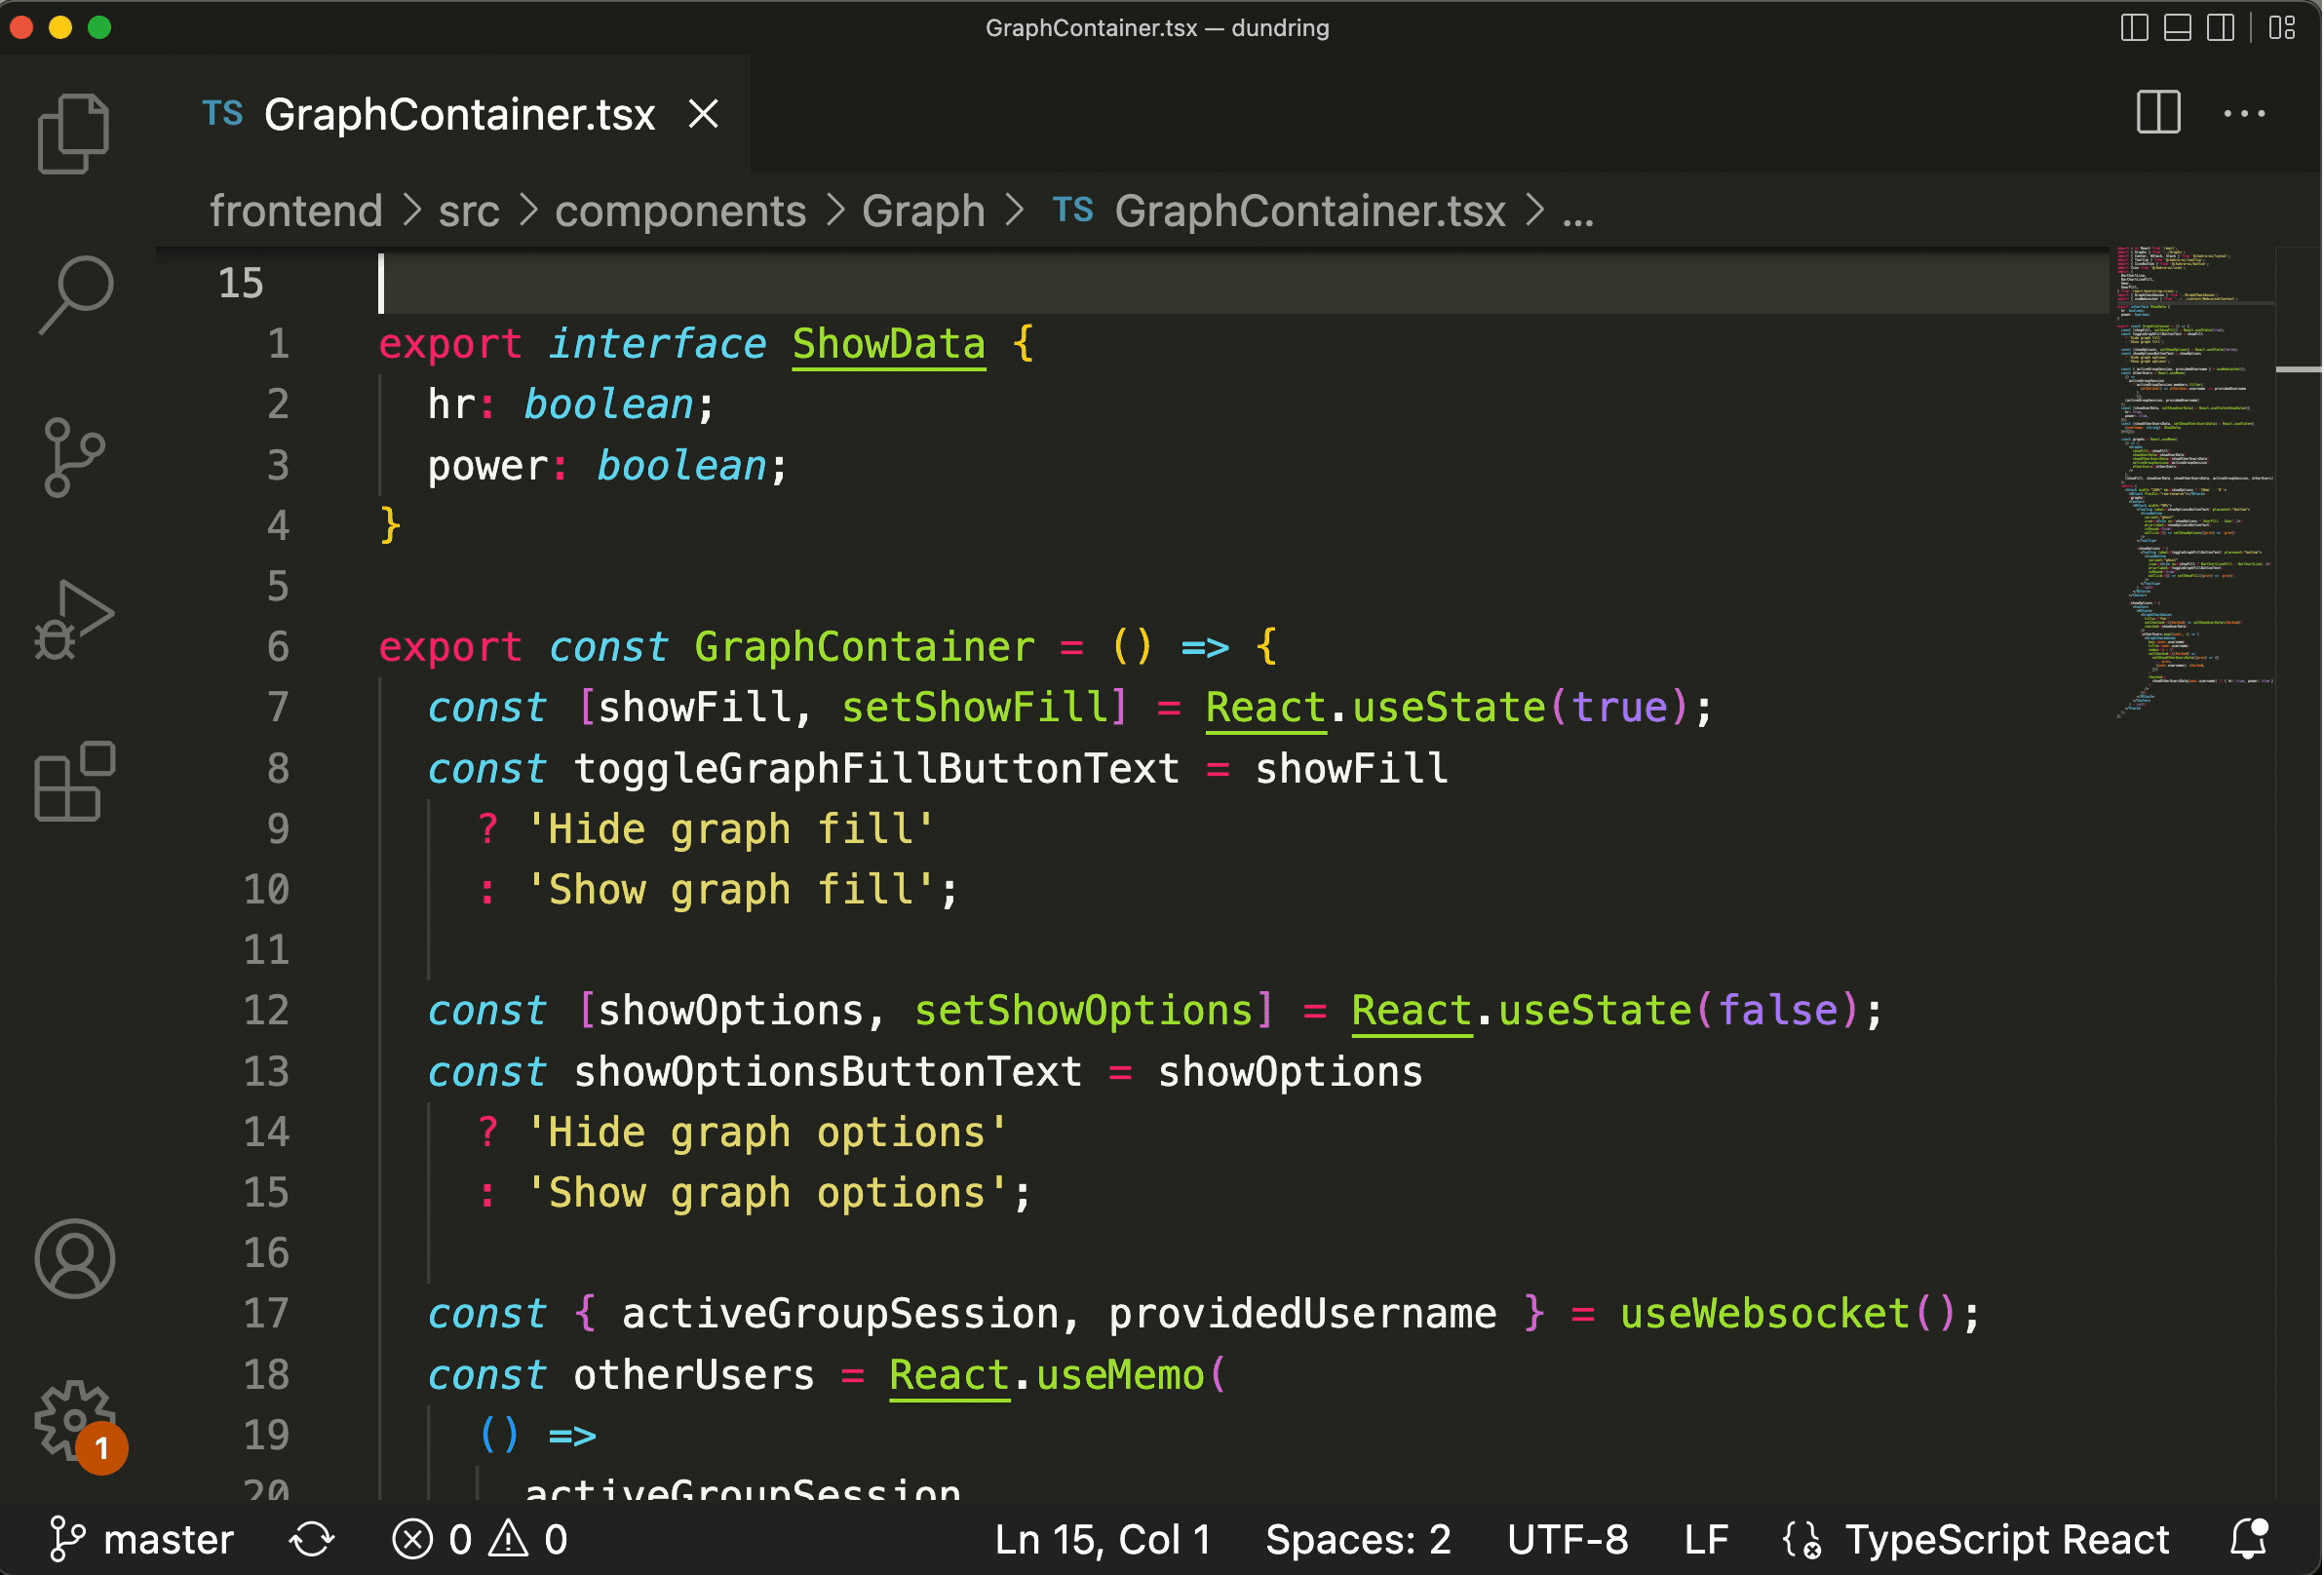 GraphContainer.tsx — dundring
TS GraphContainer.tsx
frontend > src > components > Graph > TS GraphContainer.tsx > ...
15
1 export interface ShowData {
2 hr: boolean;
3 power: boolean;
4 }
5
6 export const GraphContainer = () => {
7 const [showFill, setShowFill] = React.useState(true);
8 const toggleGraphFillButtonText = showFill
9 ? 'Hide graph fill'
10 : 'Show graph fill';
11
12 const [showOptions, setShowOptions] = React.useState(false);
13 const showOptionsButtonText = showOptions
14 ? 'Hide graph options'
15 : 'Show graph options';
16
17 const { activeGroupSession, providedUsername } = useWebsocket();
18 const otherUsers = React.useMemo(
19 () =>
20 activeGroupSession
1
master 0 0 Ln 15, Col 1 Spaces: 2 UTF-8 LF TypeScript React